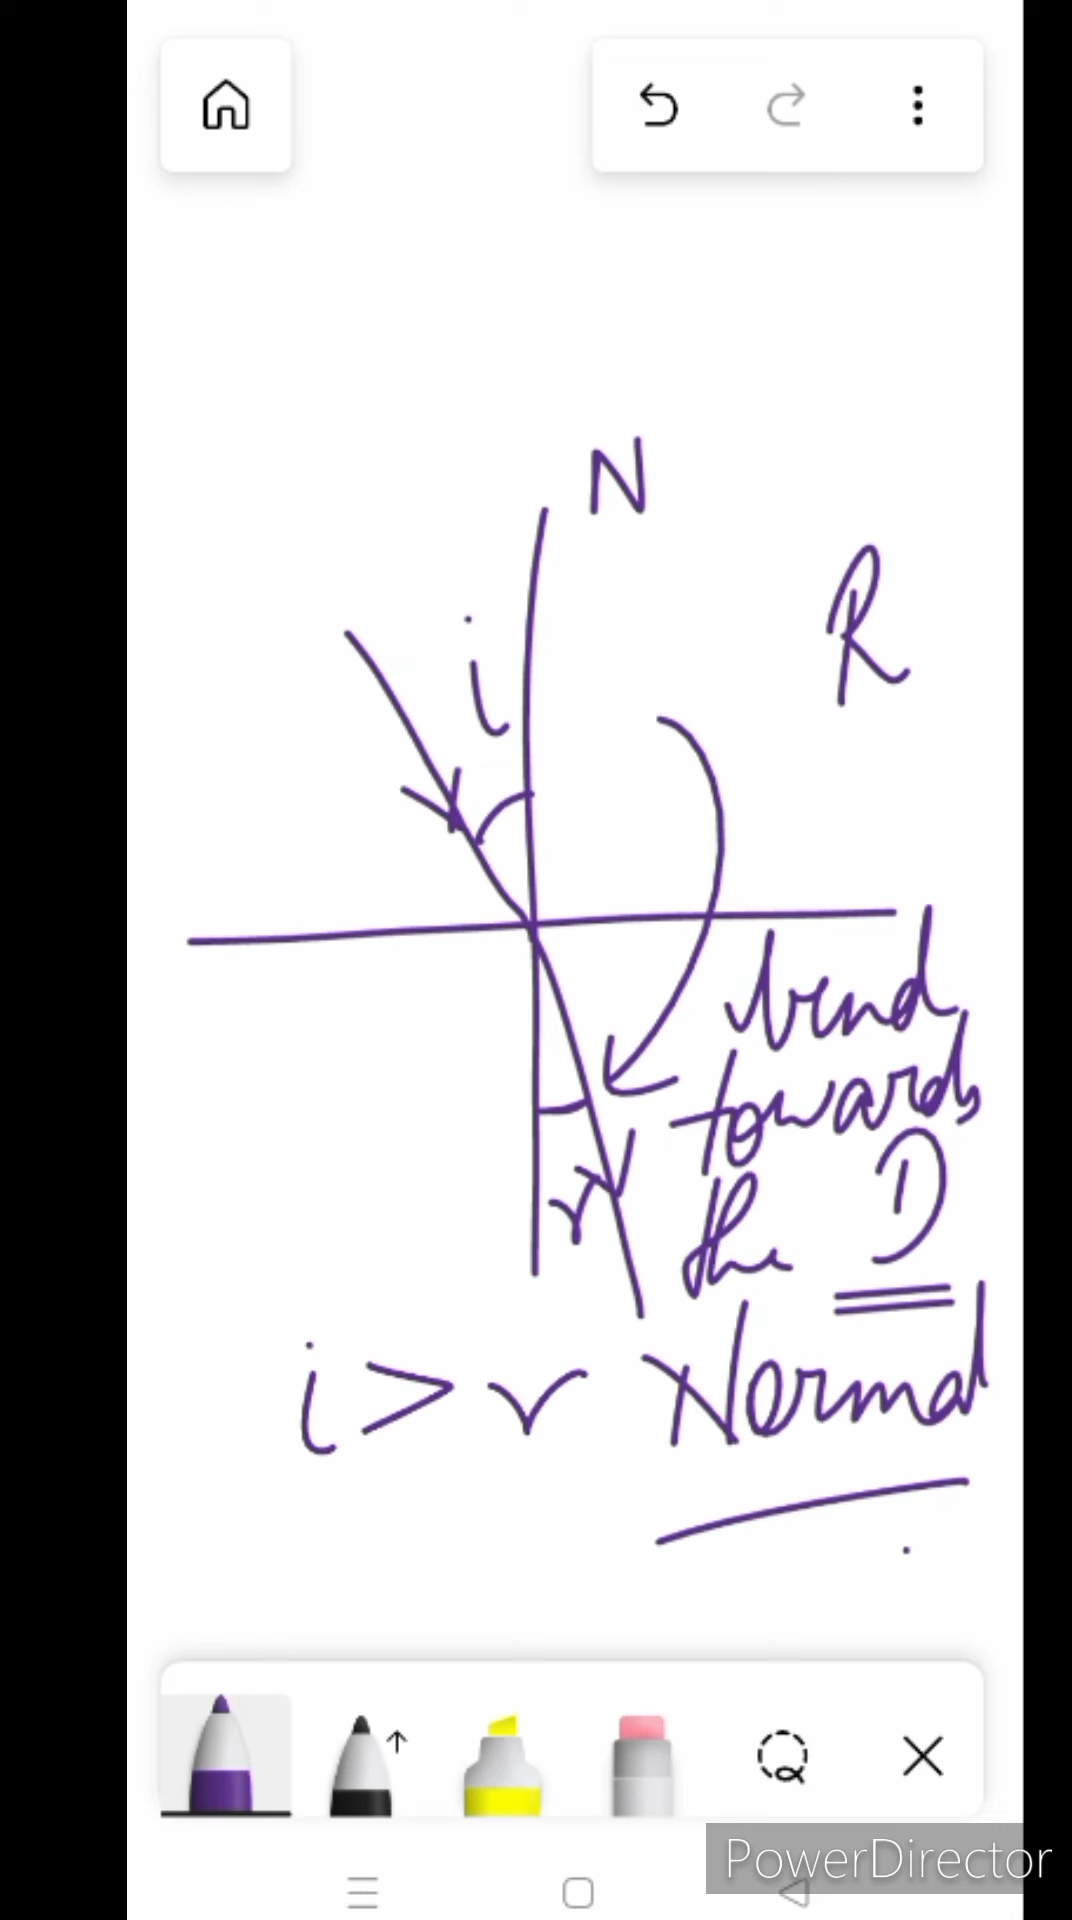 N
R
i
bend
towards
the D
r
i > r Normal
PowerDirector